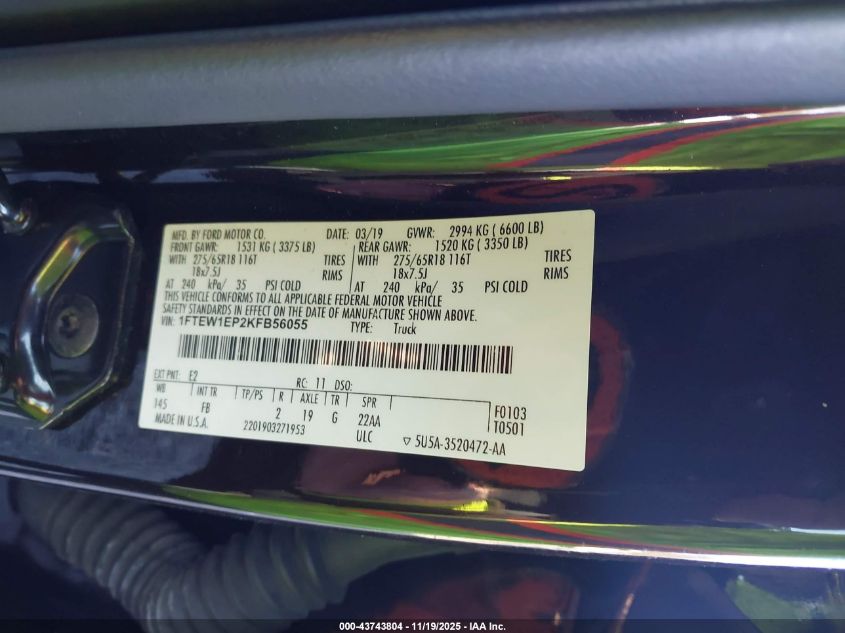 MFD. BY FORD MOTOR CO. DATE: 03/19 GVWR: 2994 KG ( 6600 LB)
FRONT GAWR: 1531 KG ( 3375 LB) REAR GAWR: 1520 KG ( 3350 LB)
WITH 275/65R18 116T TIRES WITH 275/65R18 116T TIRES
18x7.5J RIMS 18x7.5J RIMS
AT 240 kPa/ 35 PSI COLD AT 240 kPa/ 35 PSI COLD
THIS VEHICLE CONFORMS TO ALL APPLICABLE FEDERAL MOTOR VEHICLE
SAFETY STANDARDS IN EFFECT ON THE DATE OF MANUFACTURE SHOWN ABOVE.
VIN: 1FTEW1EP2KFB56055 TYPE: Truck
EXT PNT: E2 RC: 11 DSO:
WB INT TR TP/PS R AXLE TR SPR
145 FB 2 19 G 22AA F0103
MADE IN U.S.A. 2201903271953 ULC T0501
▽ 5U5A-3520472-AA
000-43743804 - 11/19/2025 - IAA Inc.